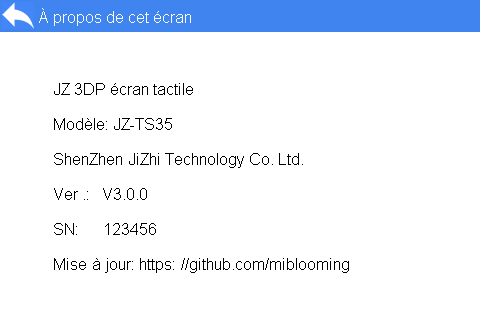 À propos de cet écran
JZ 3DP écran tactile
Modèle: JZ-TS35
ShenZhen JiZhi Technology Co. Ltd.
Ver .: V3.0.0
SN: 123456
Mise à jour: https: //github.com/miblooming